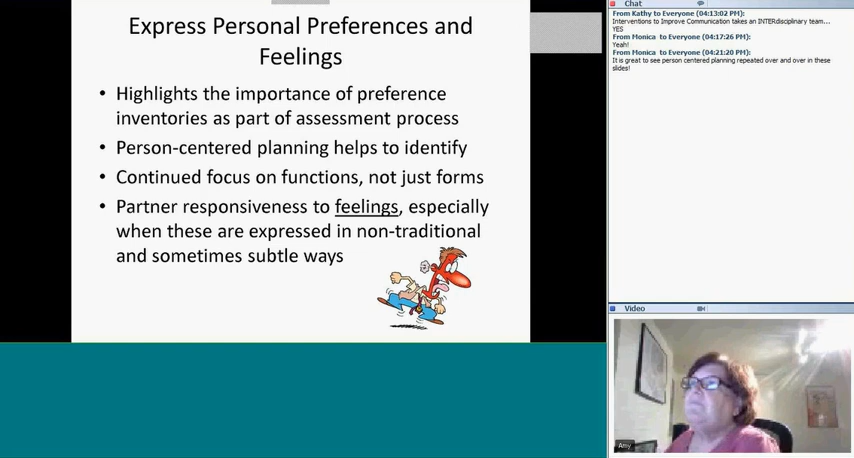 Express Personal Preferences and
Feelings
• Highlights the importance of preference
inventories as part of assessment process
• Person-centered planning helps to identify
• Continued focus on functions, not just forms
• Partner responsiveness to feelings, especially
when these are expressed in non-traditional
and sometimes subtle ways
Chat
From Kathy to Everyone (04:13:02 PM):
Interventions to Improve Communication takes an INTERdisciplinary team...
YES
From Monica to Everyone (04:17:26 PM):
Yeah!
From Monica to Everyone (04:21:20 PM):
It is great to see person centered planning repeated over and over in these
slides!
Video
Amy